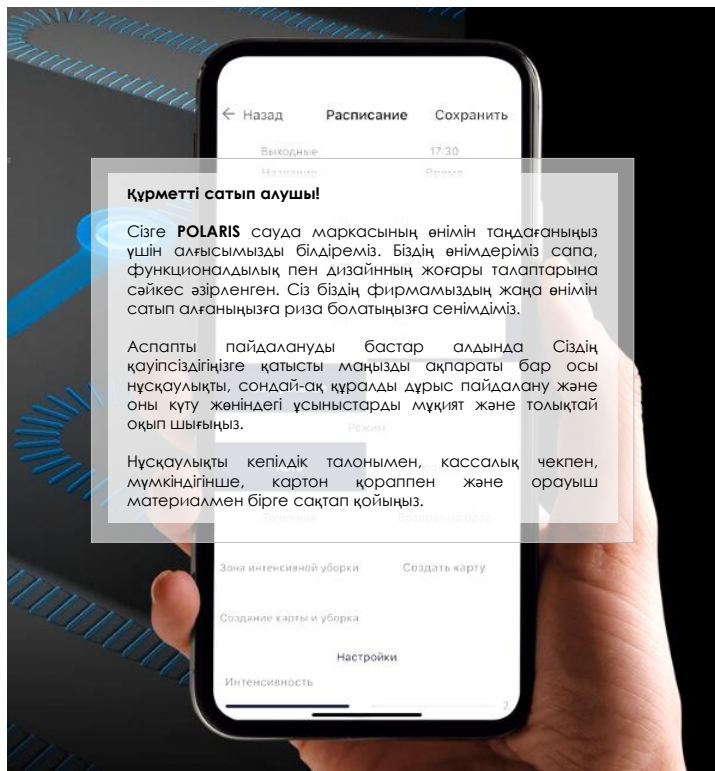 ← Назад Расписание Сохранить
Выходные 17:30
Название Время
Құрметті сатып алушы!
Сізге POLARIS сауда маркасының өнімін таңдағаныңыз
үшін алғысымызды білдіреміз. Біздің өнімдеріміз сапа,
функционалдылық пен дизайнның жоғары талаптарына
сәйкес әзірленген. Сіз біздің фирмамыздың жаңа өнімін
сатып алғаныңызға риза болатыңызға сенімдіміз.
Аспапты пайдалануды бастар алдында Сіздің
қауіпсіздігіңізге қатысты маңызды ақпараты бар осы
нұсқаулықты, сондай-ақ құралды дұрыс пайдалану және
оны күту жөніндегі ұсыныстарды мұқият және толықтай
оқып шығыңыз.
Режим
Нұсқаулықты кепілдік талонымен, кассалық чекпен,
мүмкіндігінше, картон қораппен және орауыш
материалмен бірге сақтап қойыңыз.
Зона интенсивной уборки Создать карту
Создание карты и уборка
Настройки
Интенсивность
2